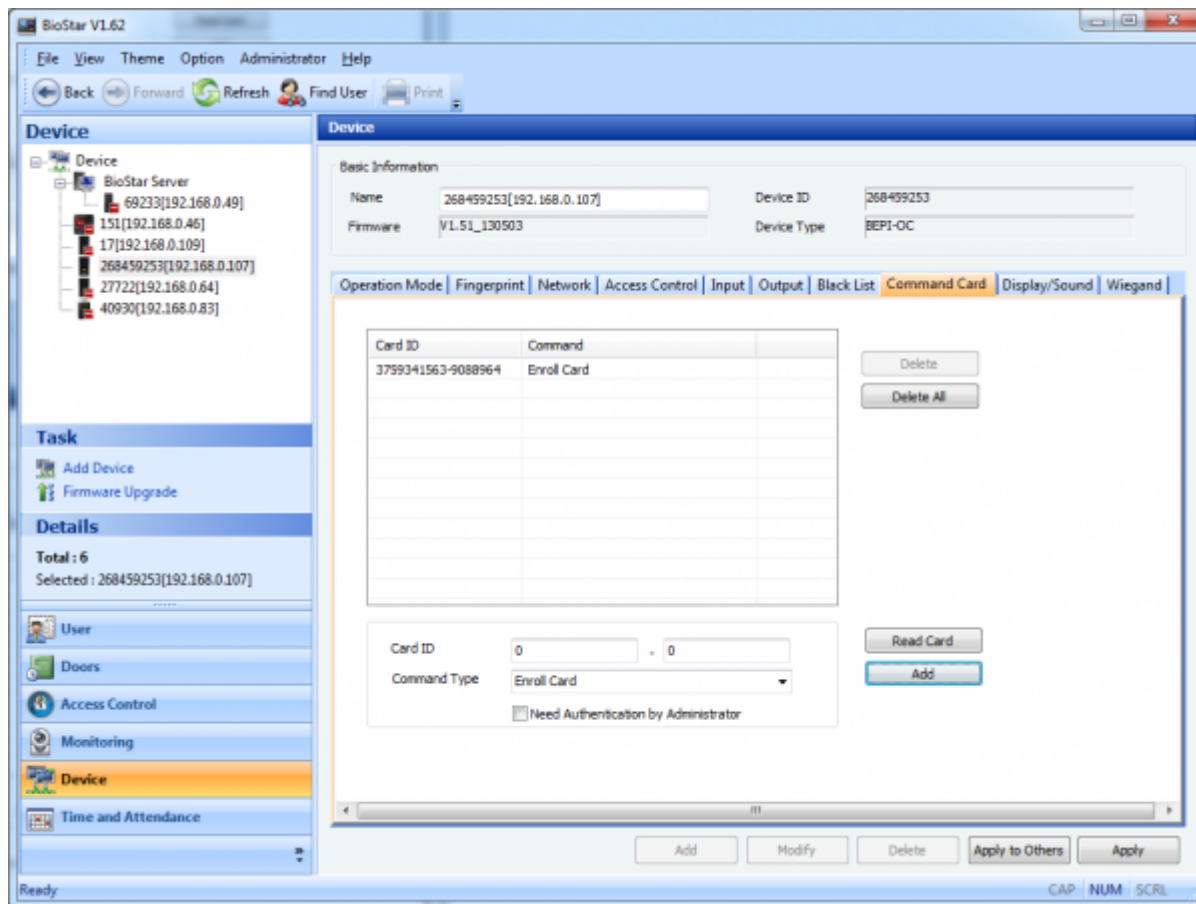 BioStar V1.62
File View Theme Option Administrator Help
Back Forward Refresh Find User Print
Device
Device
BioStar Server
69233[192.168.0.49]
151[192.168.0.46]
17[192.168.0.109]
268459253[192.168.0.107]
27722[192.168.0.64]
40930[192.168.0.83]
Task
Add Device
Firmware Upgrade
Details
Total : 6
Selected : 268459253[192.168.0.107]
User
Doors
Access Control
Monitoring
Device
Time and Attendance
Device
Basic Information
Name 268459253[192.168.0.107] Device ID 268459253
Firmware V1.51_130503 Device Type BEPI-OC
Operation Mode Fingerprint Network Access Control Input Output Black List Command Card Display/Sound Wiegand
Card ID Command
3759341563-9088964 Enroll Card
Delete
Delete All
Card ID 0 - 0 Read Card
Command Type Enroll Card Add
Need Authentication by Administrator
Add Modify Delete Apply to Others Apply
Ready CAP NUM SCRL